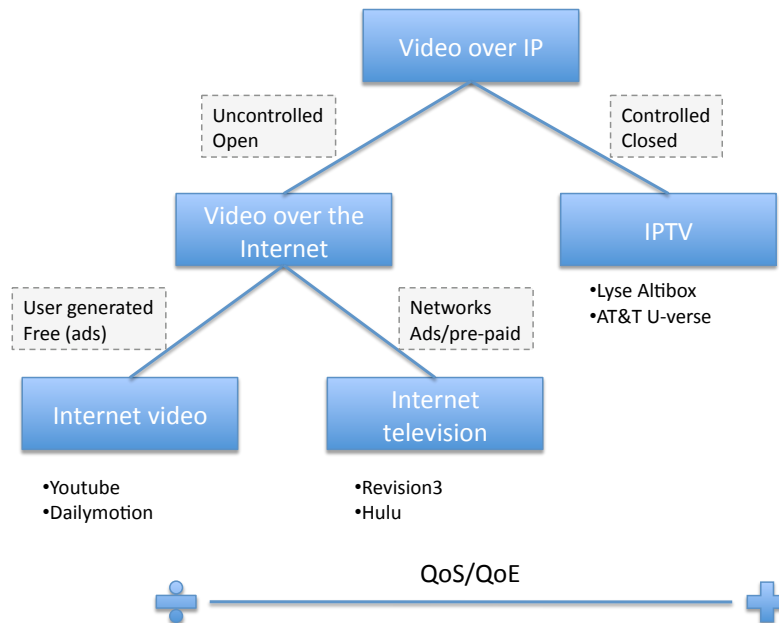 Video over IP
Uncontrolled
Open
Controlled
Closed
Video over the
Internet
IPTV
•Lyse Altibox
•AT&T U-verse
User generated
Free (ads)
Networks
Ads/pre-paid
Internet video
Internet
television
•Youtube
•Dailymotion
•Revision3
•Hulu
QoS/QoE